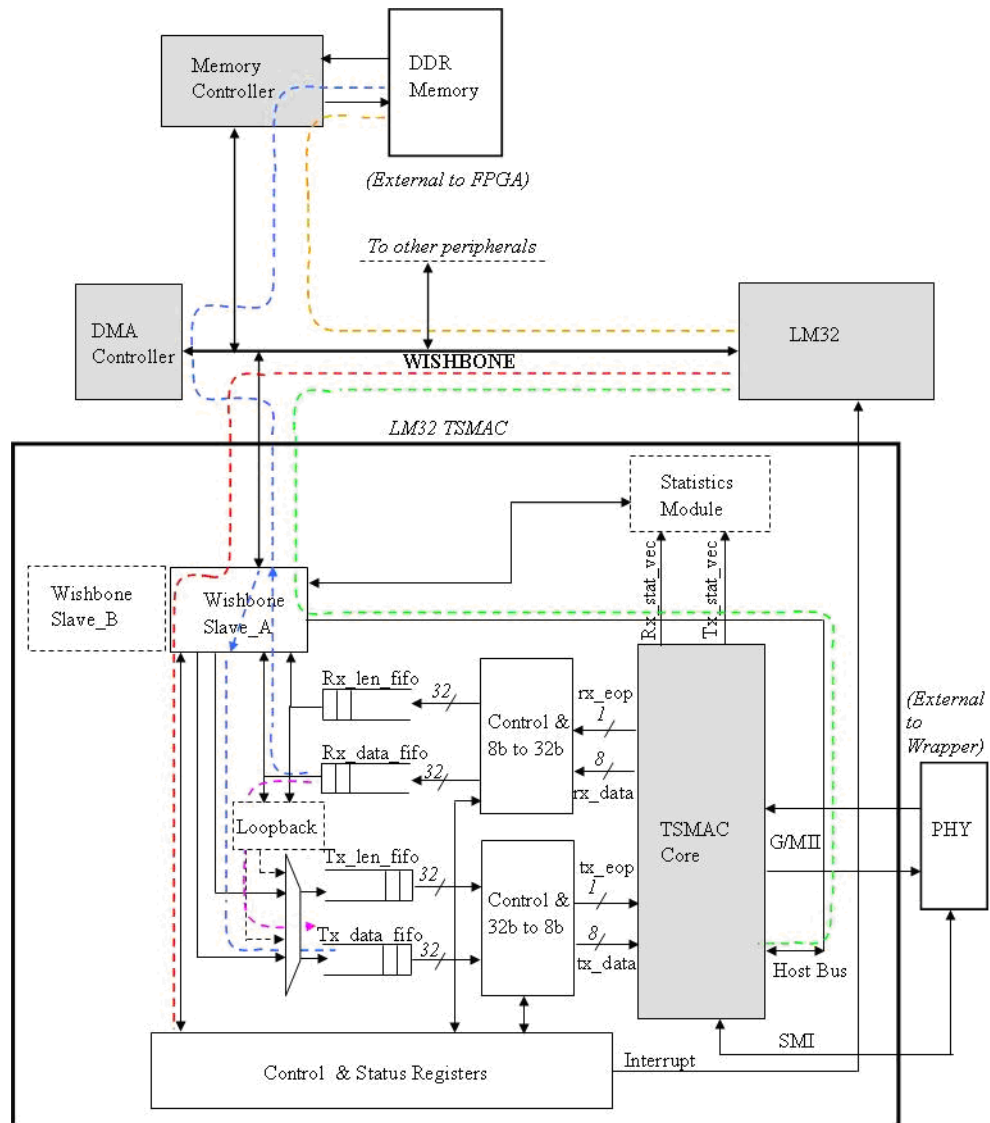 Memory
Controller
DDR
Memory
(External to FPGA)
To other peripherals
DMA
Controller
LM32
WISHBONE
LM32 TSMAC
Statistics
Module
Rx_stat_vec
Tx_stat_vec
Wishbone
Slave_B
Wishbone
Slave_A
Rx_len_fifo
32
Control &
8b to 32b
rx_eop
1
Rx_data_fifo
32
8
rx_data
(External
to
Wrapper)
TSMAC
Core
G/MII
PHY
Loopback
Tx_len_fifo
32
Control &
32b to 8b
tx_eop
1
Tx_data_fifo
32
8
tx_data
Host Bus
SMI
Control & Status Registers
Interrupt